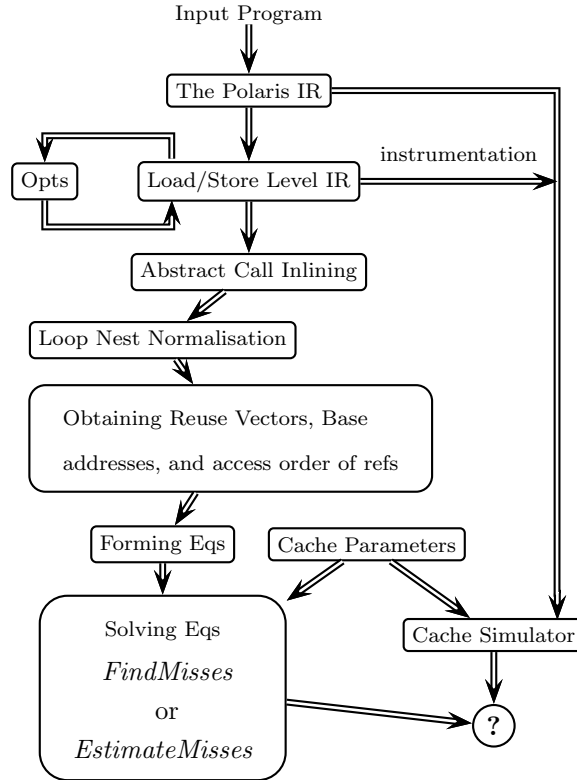 Input Program
The Polaris IR
instrumentation
Opts
Load/Store Level IR
Abstract Call Inlining
Loop Nest Normalisation
Obtaining Reuse Vectors, Base
addresses, and access order of refs
Forming Eqs
Cache Parameters
Solving Eqs
FindMisses
or
EstimateMisses
Cache Simulator
?